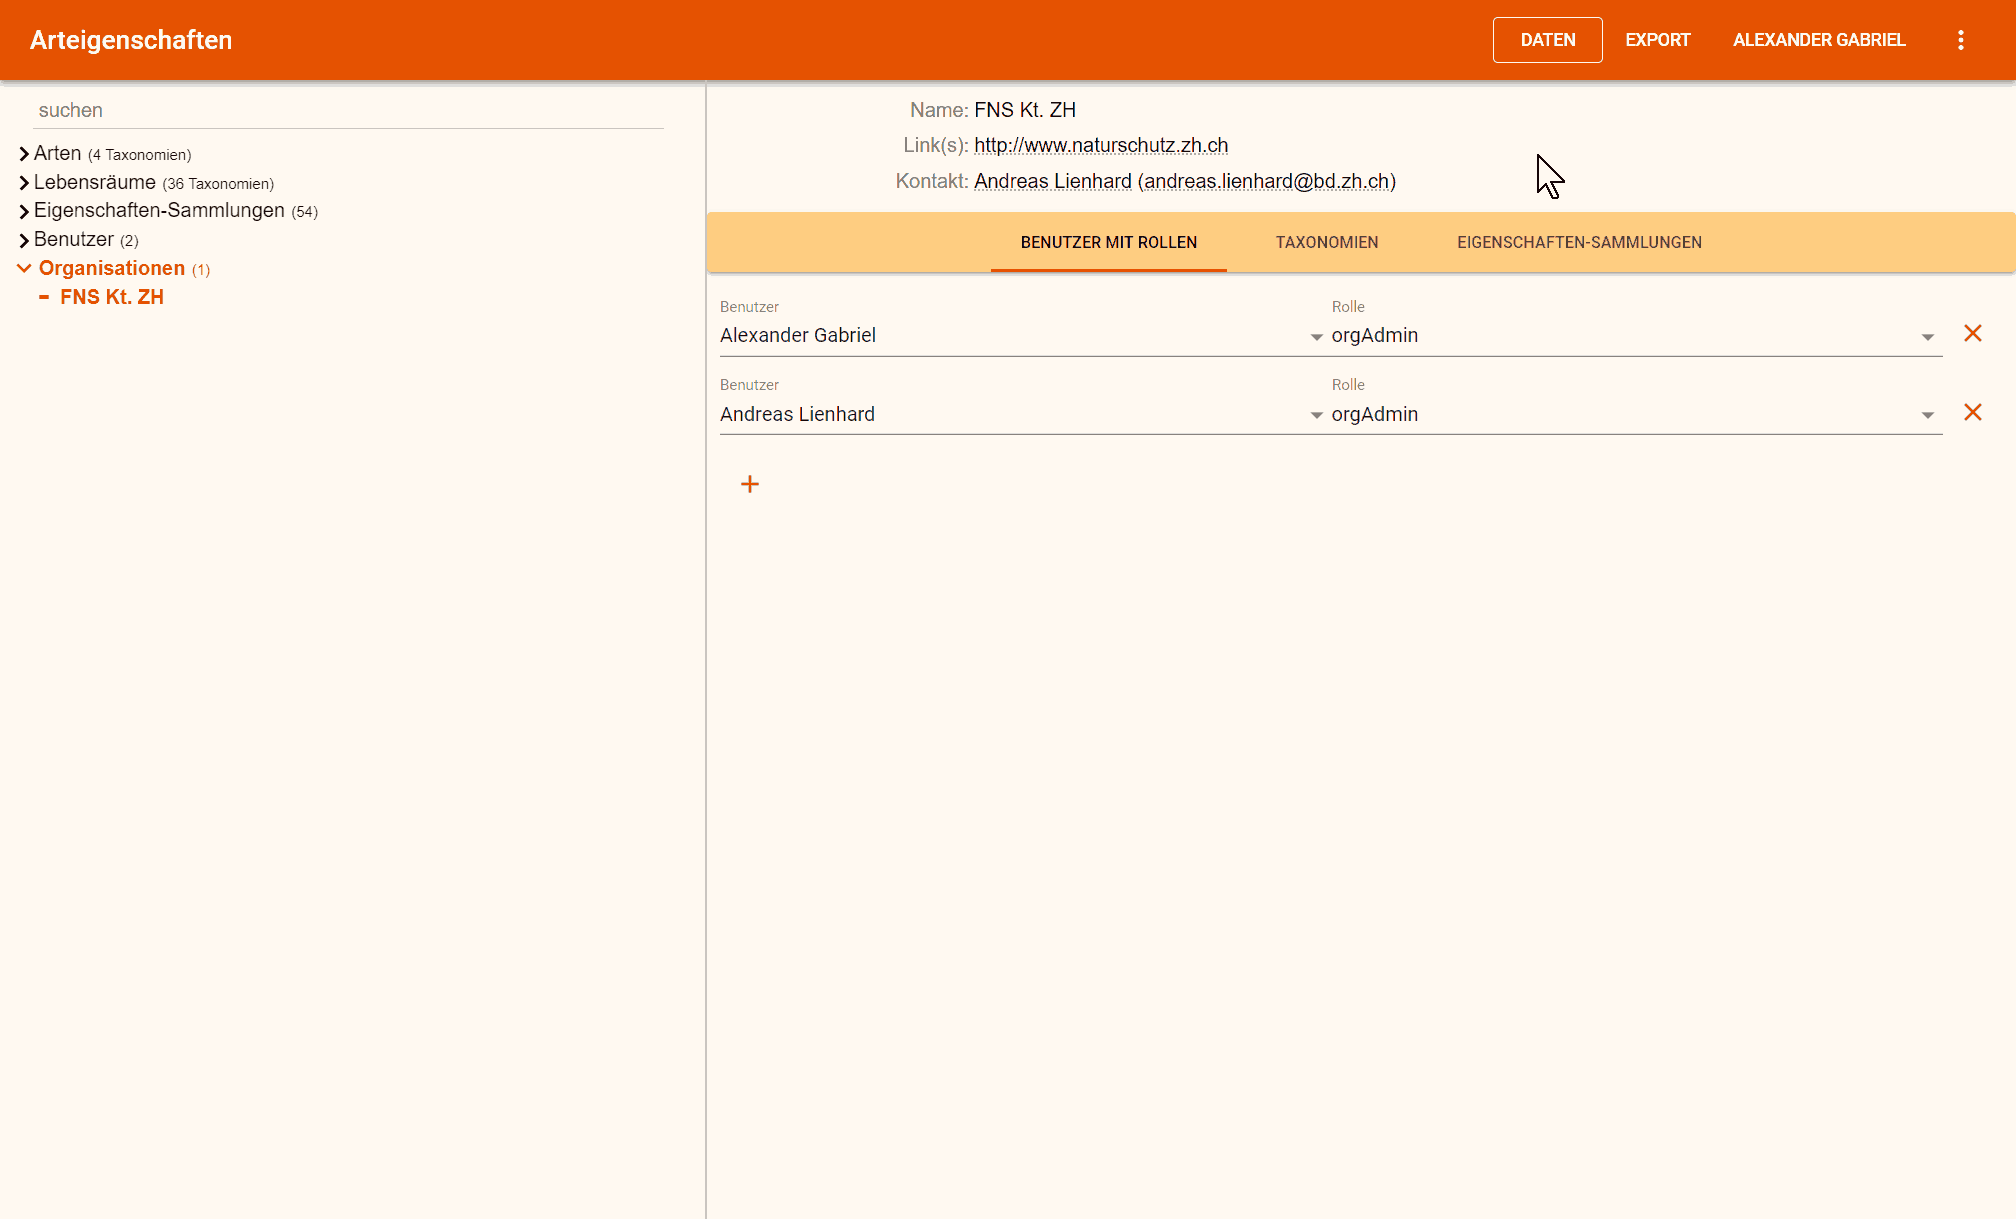 Arteigenschaften
DATEN EXPORT ALEXANDER GABRIEL
suchen
Arten (4 Taxonomien)
Lebensräume (36 Taxonomien)
Eigenschaften-Sammlungen (54)
Benutzer (2)
Organisationen (1)
FNS Kt. ZH
Name: FNS Kt. ZH
Link(s): http://www.naturschutz.zh.ch
Kontakt: Andreas Lienhard (andreas.lienhard@bd.zh.ch)
BENUTZER MIT ROLLEN TAXONOMIEN EIGENSCHAFTEN-SAMMLUNGEN
Benutzer Rolle
Alexander Gabriel orgAdmin
Benutzer Rolle
Andreas Lienhard orgAdmin